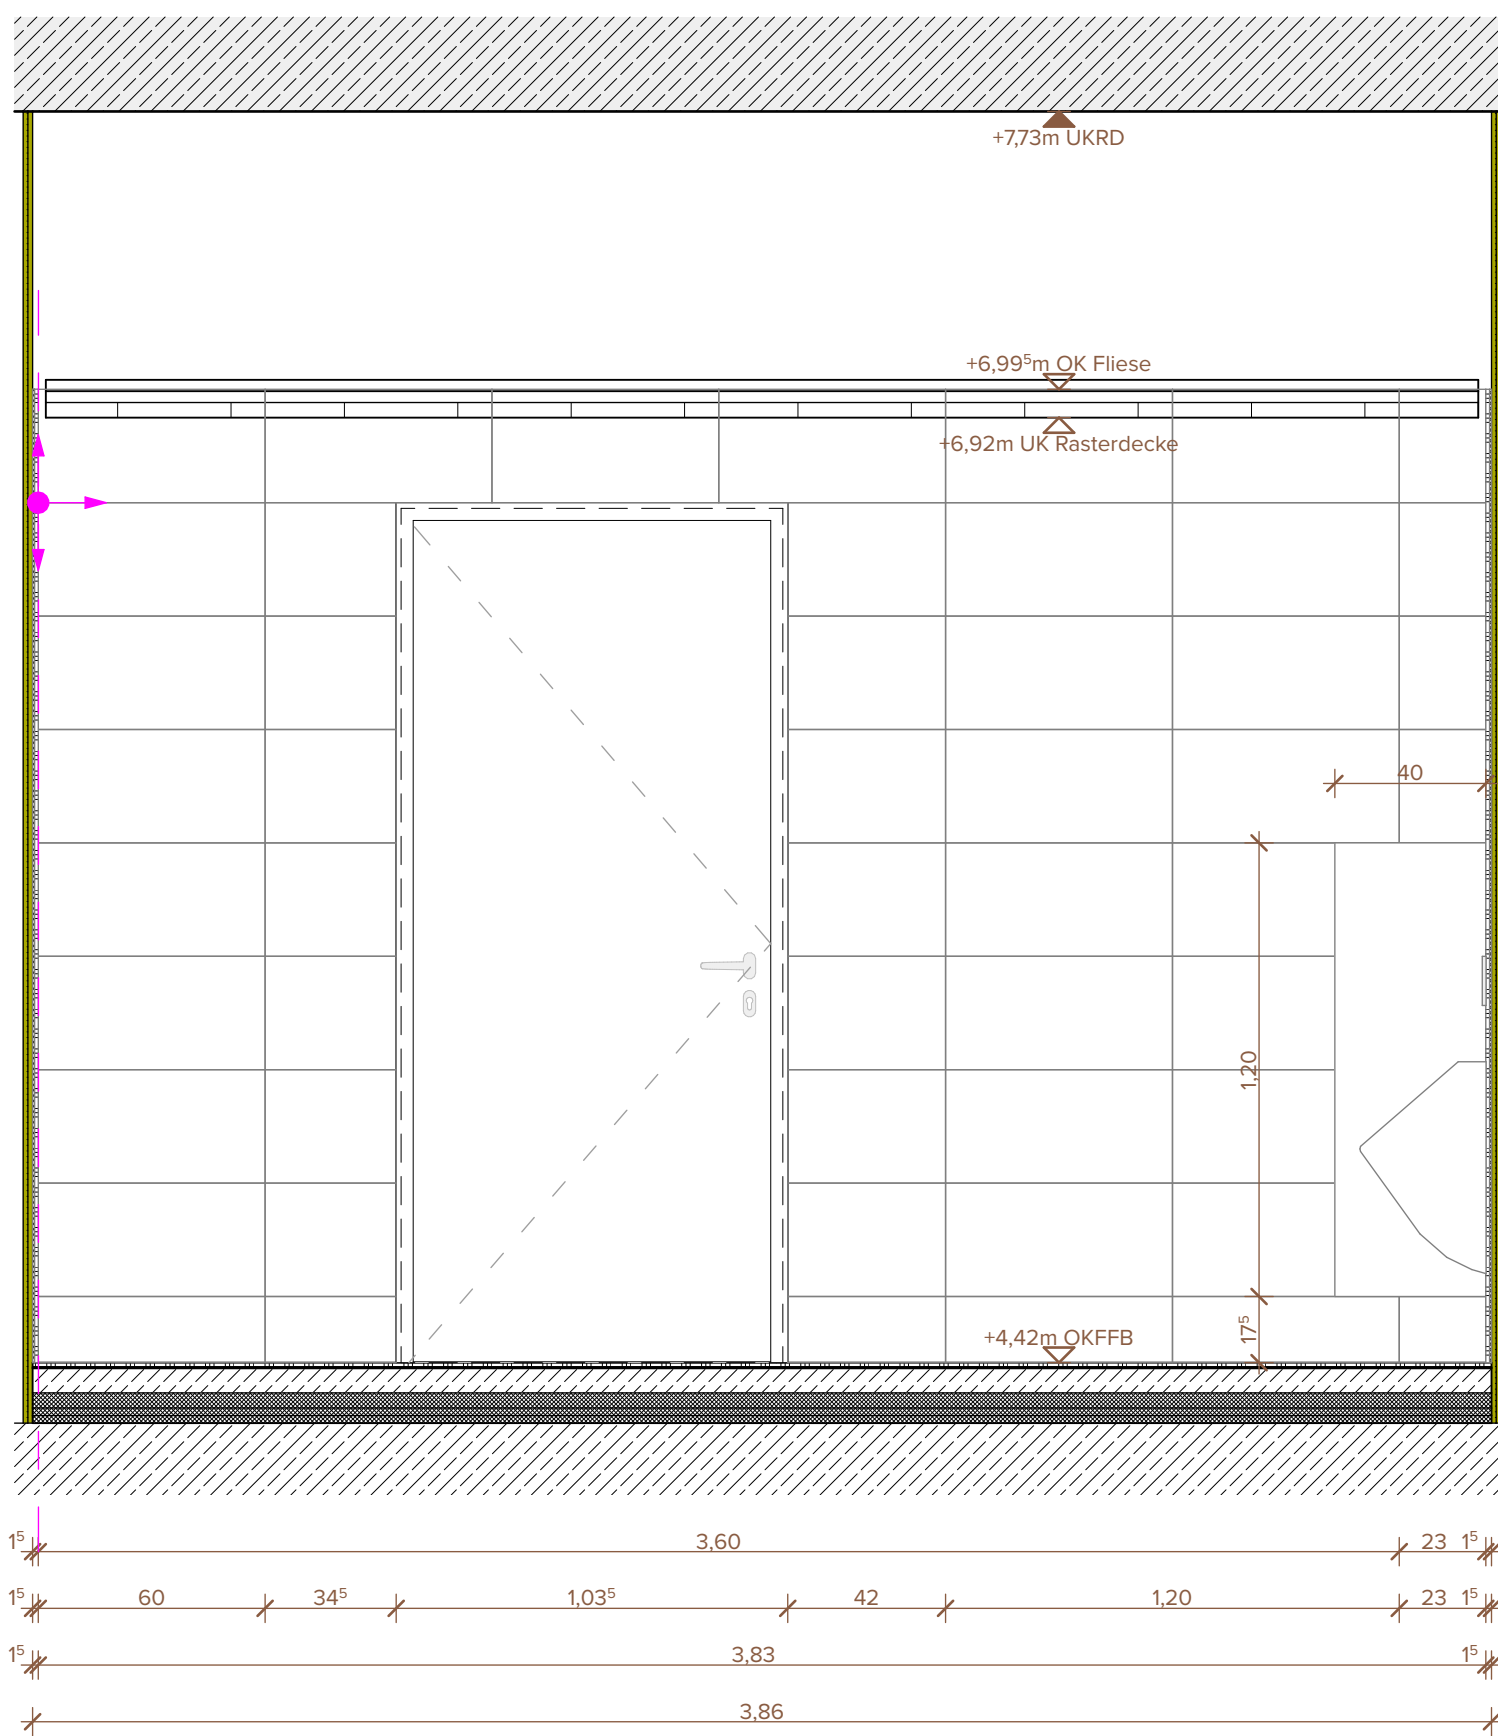 +7,73m UKRD
+6,99⁵m OK Fliese
+6,92m UK Rasterdecke
40
1,20
17⁵
+4,42m OKFFB
1⁵ 3,60 23 1⁵
1⁵ 60 34⁵ 1,03⁵ 42 1,20 23 1⁵
1⁵ 3,83 1⁵
3,86